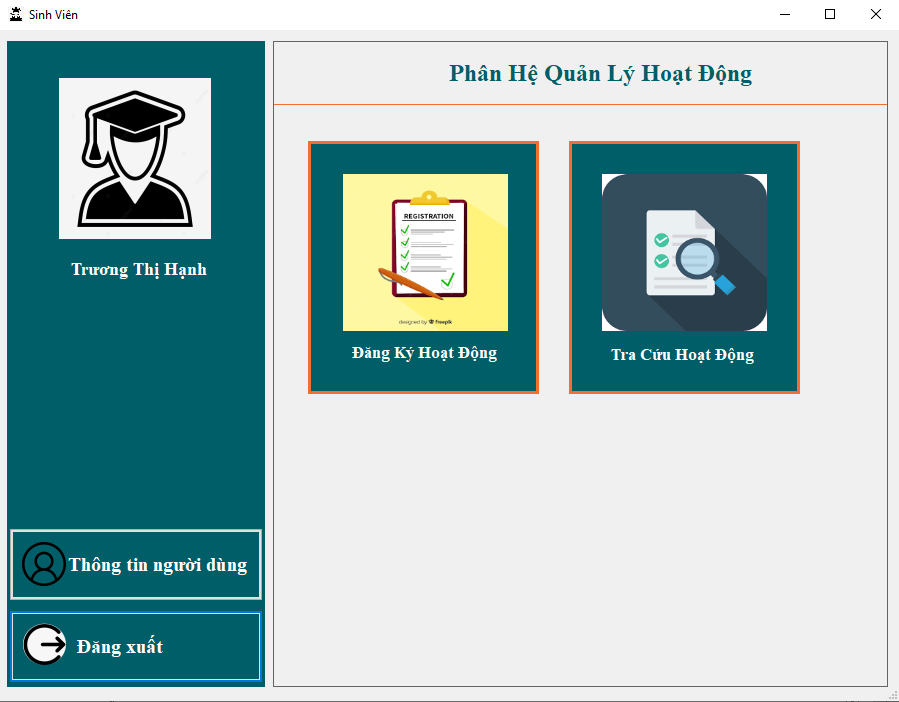 Sinh Viên
Phân Hệ Quản Lý Hoạt Động
Trương Thị Hạnh
REGISTRATION
designed by freepik
Đăng Ký Hoạt Động
Tra Cứu Hoạt Động
Thông tin người dùng
Đăng xuất